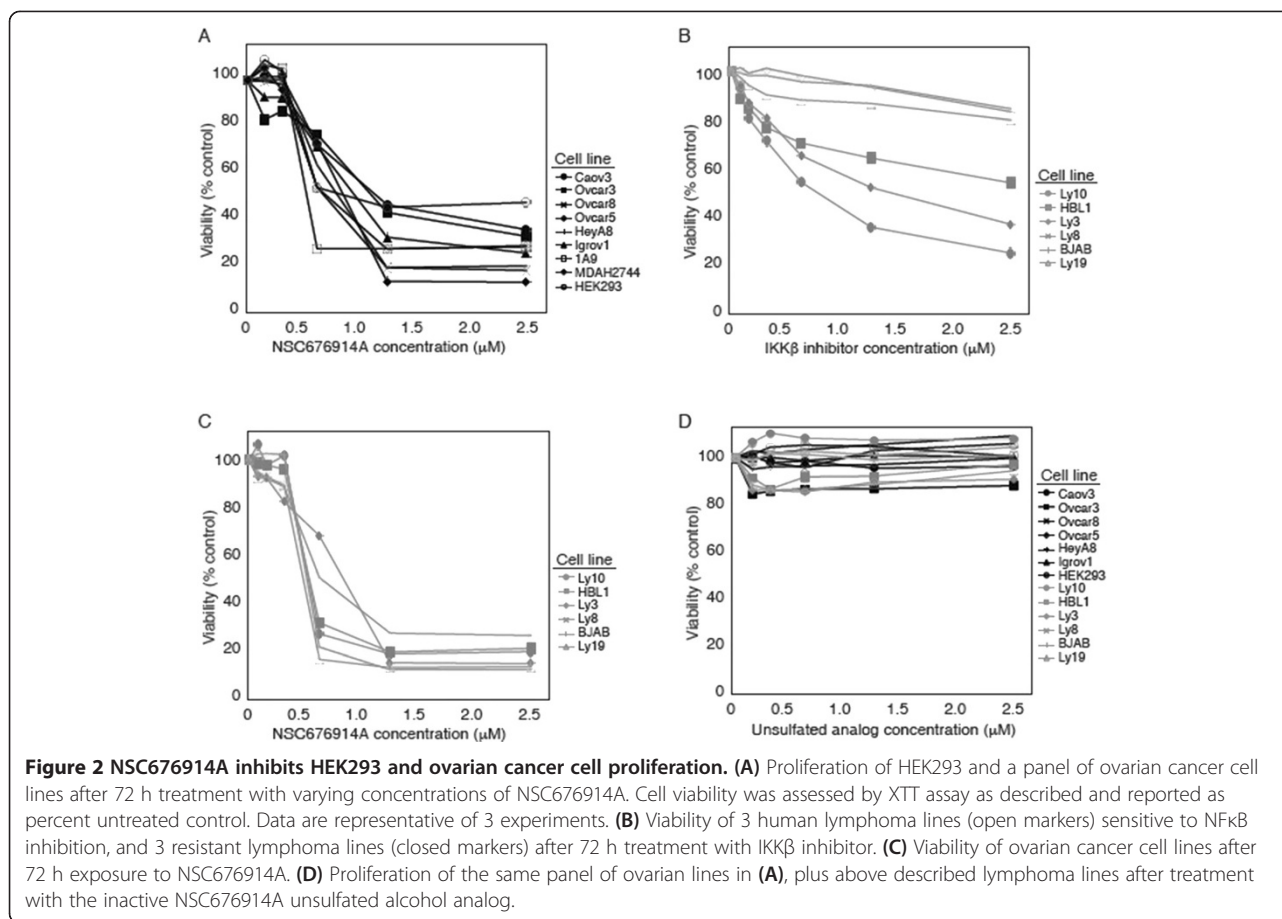 A
Viability (% control)
100
80
60
40
20
0
0 0.5 1.0 1.5 2.0 2.5
NSC676914A concentration (μM)
Cell line
Caov3
Ovcar3
Ovcar8
Ovcar5
HeyA8
Igrov1
1A9
MDAH2744
HEK293
B
Viability (% control)
100
80
60
40
20
0
0 0.5 1.0 1.5 2.0 2.5
IKKβ inhibitor concentration (μM)
Cell line
Ly10
HBL1
Ly3
Ly8
BJAB
Ly19
C
Viability (% control)
100
80
60
40
20
0
0 0.5 1.0 1.5 2.0 2.5
NSC676914A concentration (μM)
Cell line
Ly10
HBL1
Ly3
Ly8
BJAB
Ly19
D
Viability (% control)
100
80
60
40
20
0
0 0.5 1.0 1.5 2.0 2.5
Unsulfated analog concentration (μM)
Cell line
Caov3
Ovcar3
Ovcar8
Ovcar5
HeyA8
Igrov1
HEK293
Ly10
HBL1
Ly3
Ly8
BJAB
Ly19
Figure 2 NSC676914A inhibits HEK293 and ovarian cancer cell proliferation. (A) Proliferation of HEK293 and a panel of ovarian cancer cell
lines after 72 h treatment with varying concentrations of NSC676914A. Cell viability was assessed by XTT assay as described and reported as
percent untreated control. Data are representative of 3 experiments. (B) Viability of 3 human lymphoma lines (open markers) sensitive to NFκB
inhibition, and 3 resistant lymphoma lines (closed markers) after 72 h treatment with IKKβ inhibitor. (C) Viability of ovarian cancer cell lines after
72 h exposure to NSC676914A. (D) Proliferation of the same panel of ovarian lines in (A), plus above described lymphoma lines after treatment
with the inactive NSC676914A unsulfated alcohol analog.